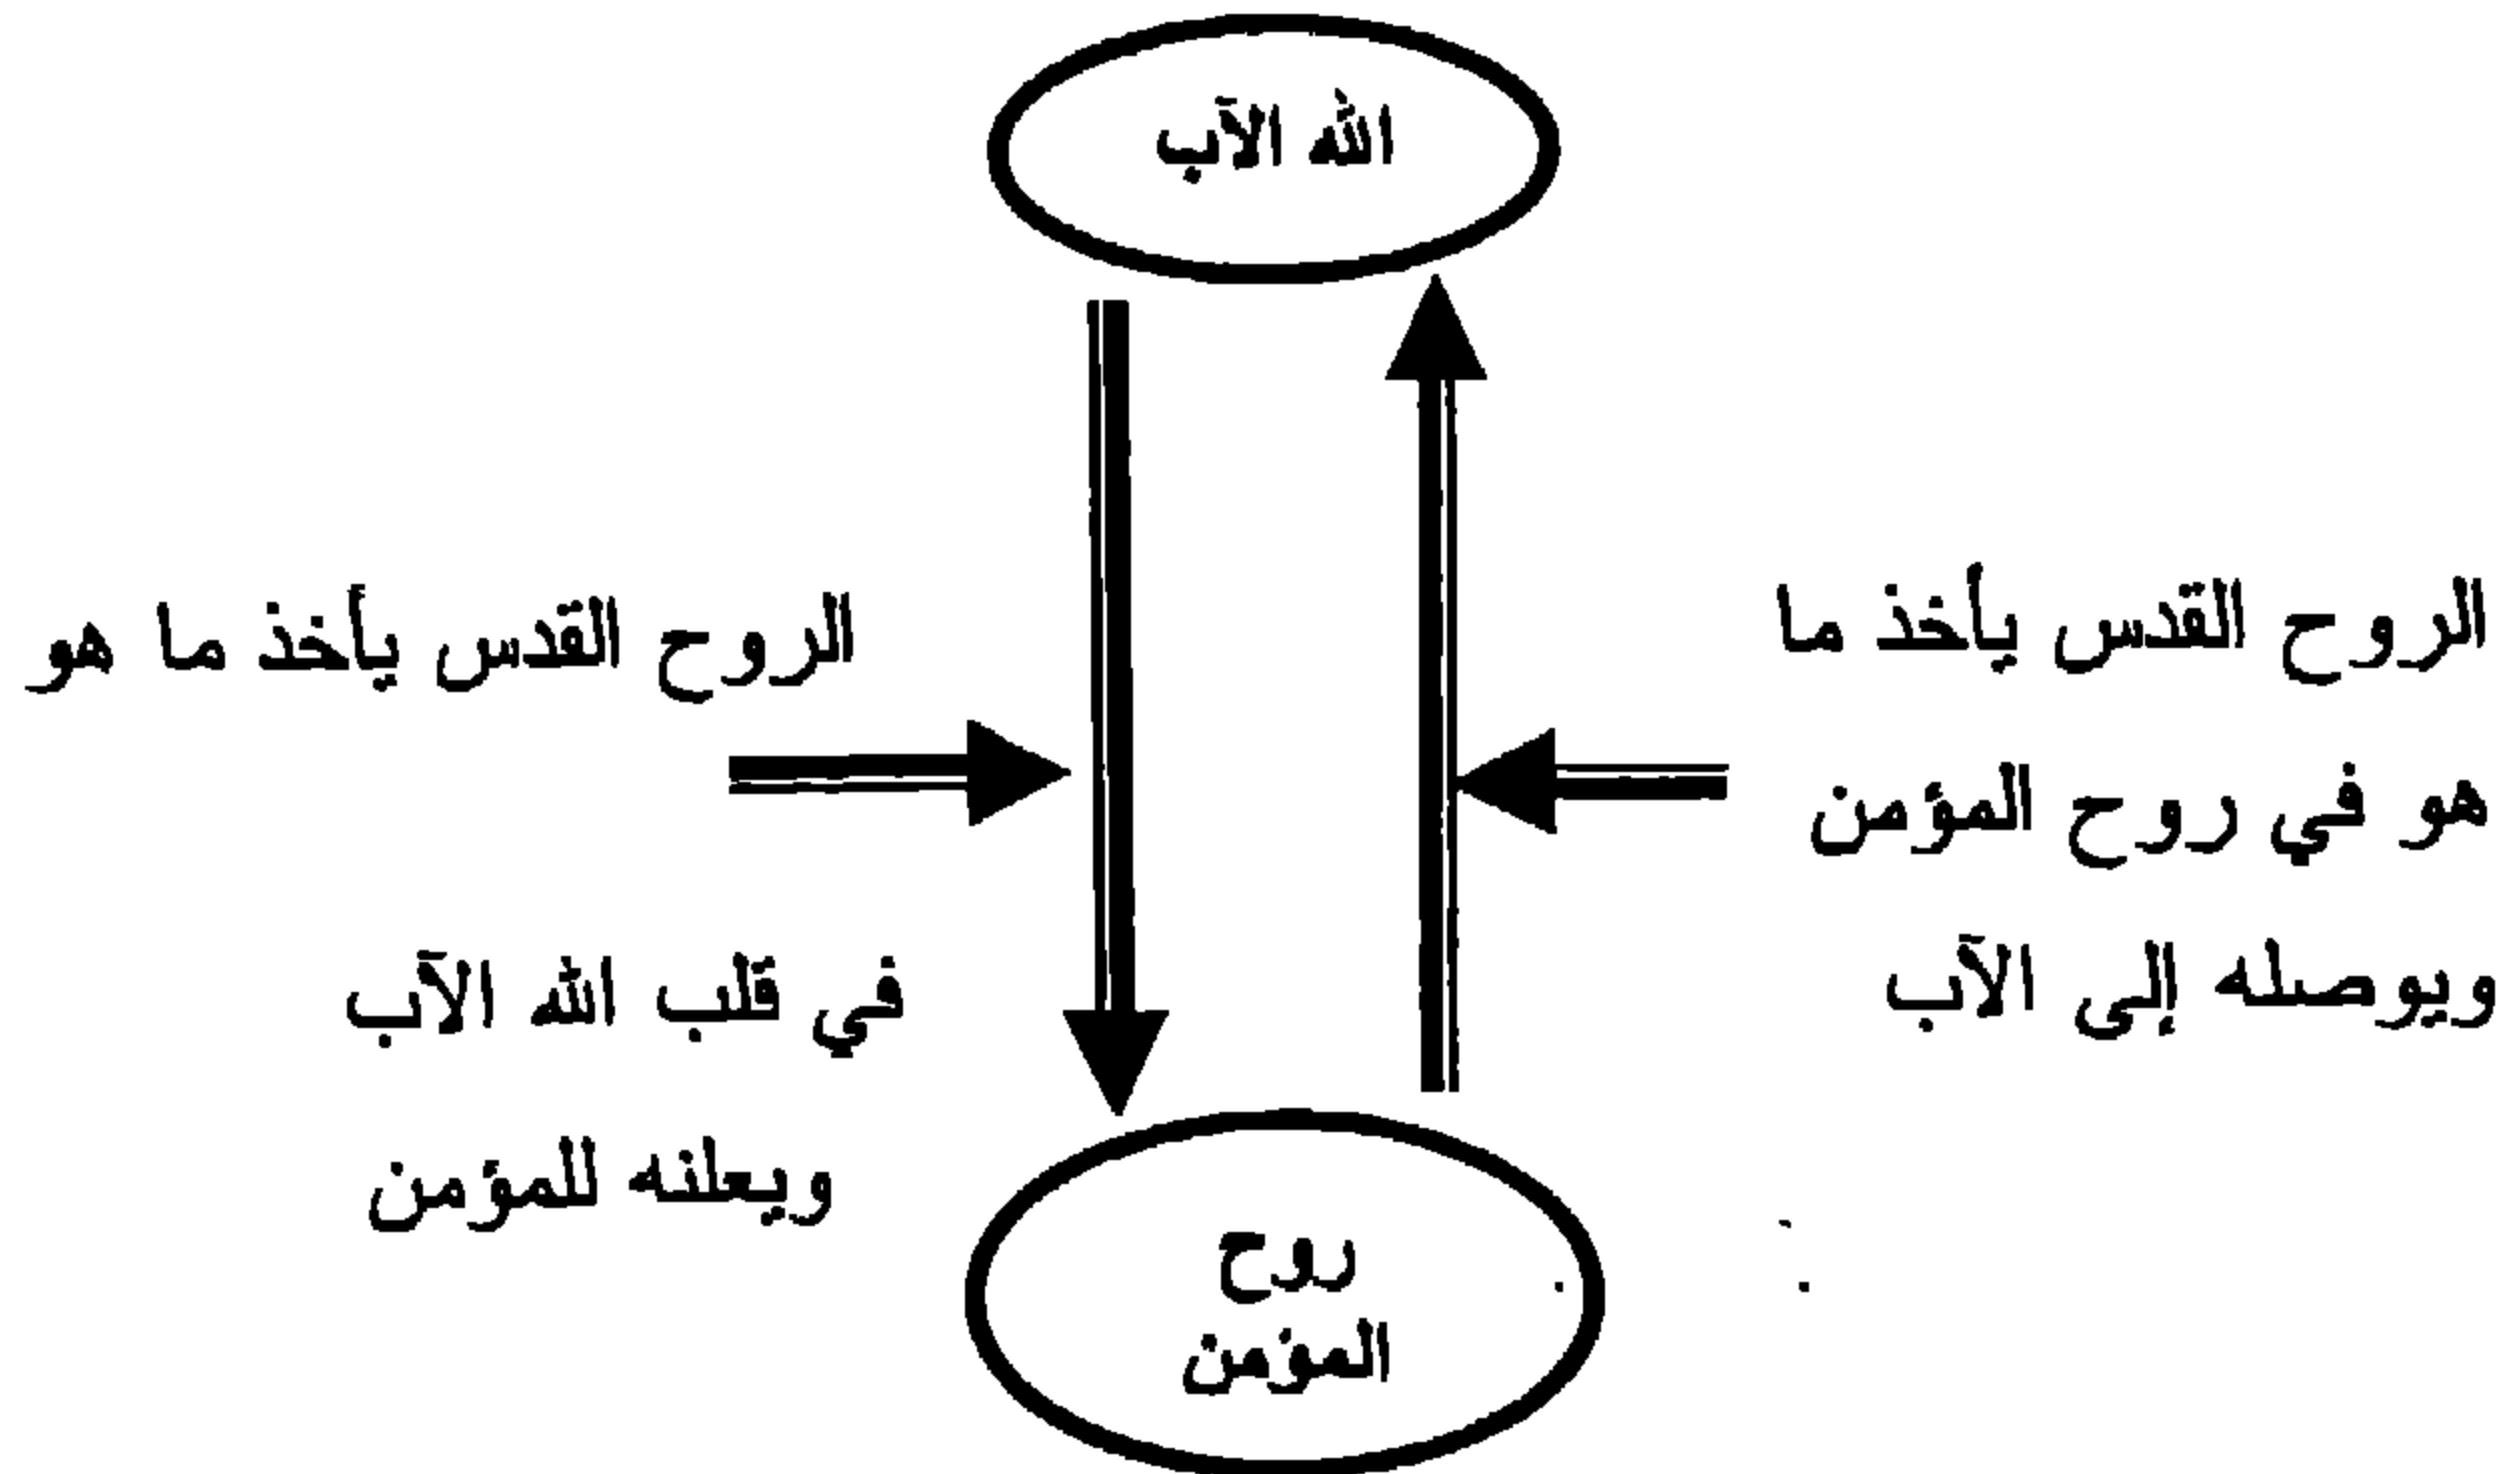 الله الآب
الروح القدس يأخذ ما
هو في روح المؤمن
ويوصله إلى الآب
الروح القدس يأخذ ما هو
في قلب الله الآب
ويعلنه للمؤمن
روح
المؤمن